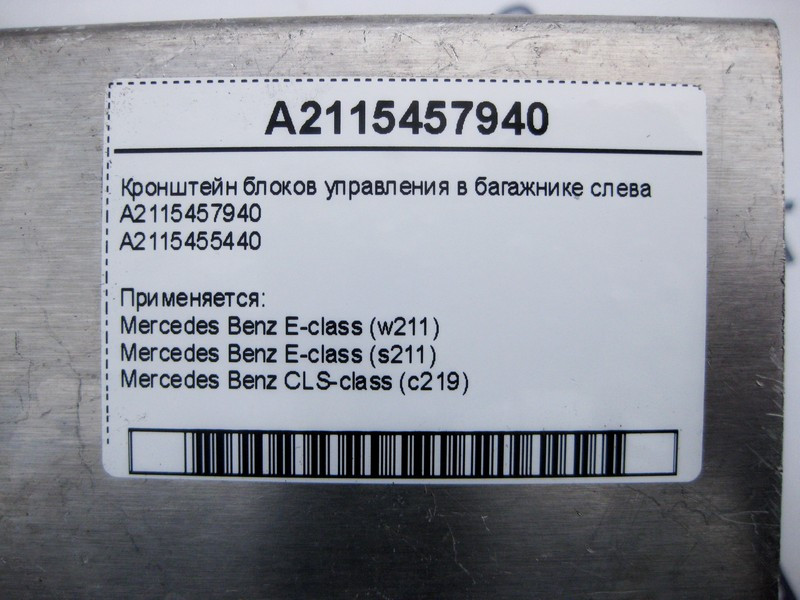 A2115457940
Кронштейн блоков управления в багажнике слева
A2115457940
A2115455440
Применяется:
Mercedes Benz E-class (w211)
Mercedes Benz E-class (s211)
Mercedes Benz CLS-class (c219)